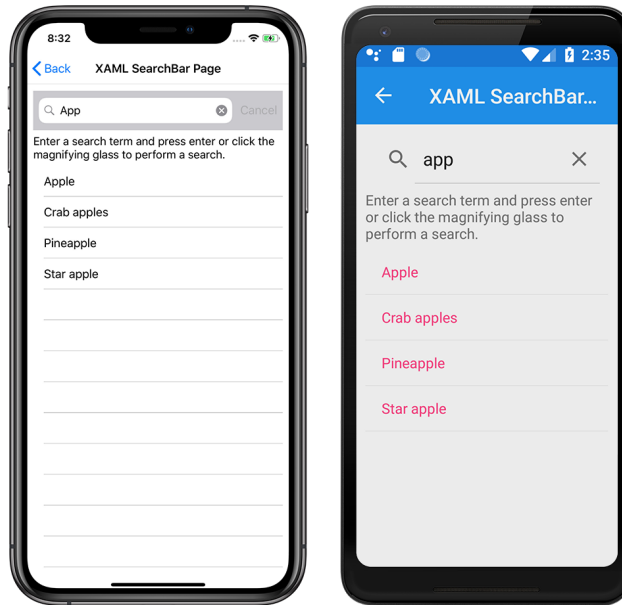 8:32
Back XAML SearchBar Page
App Cancel
Enter a search term and press enter or click the
magnifying glass to perform a search.
Apple
Crab apples
Pineapple
Star apple
2:35
XAML SearchBar...
app
Enter a search term and press enter
or click the magnifying glass to
perform a search.
Apple
Crab apples
Pineapple
Star apple